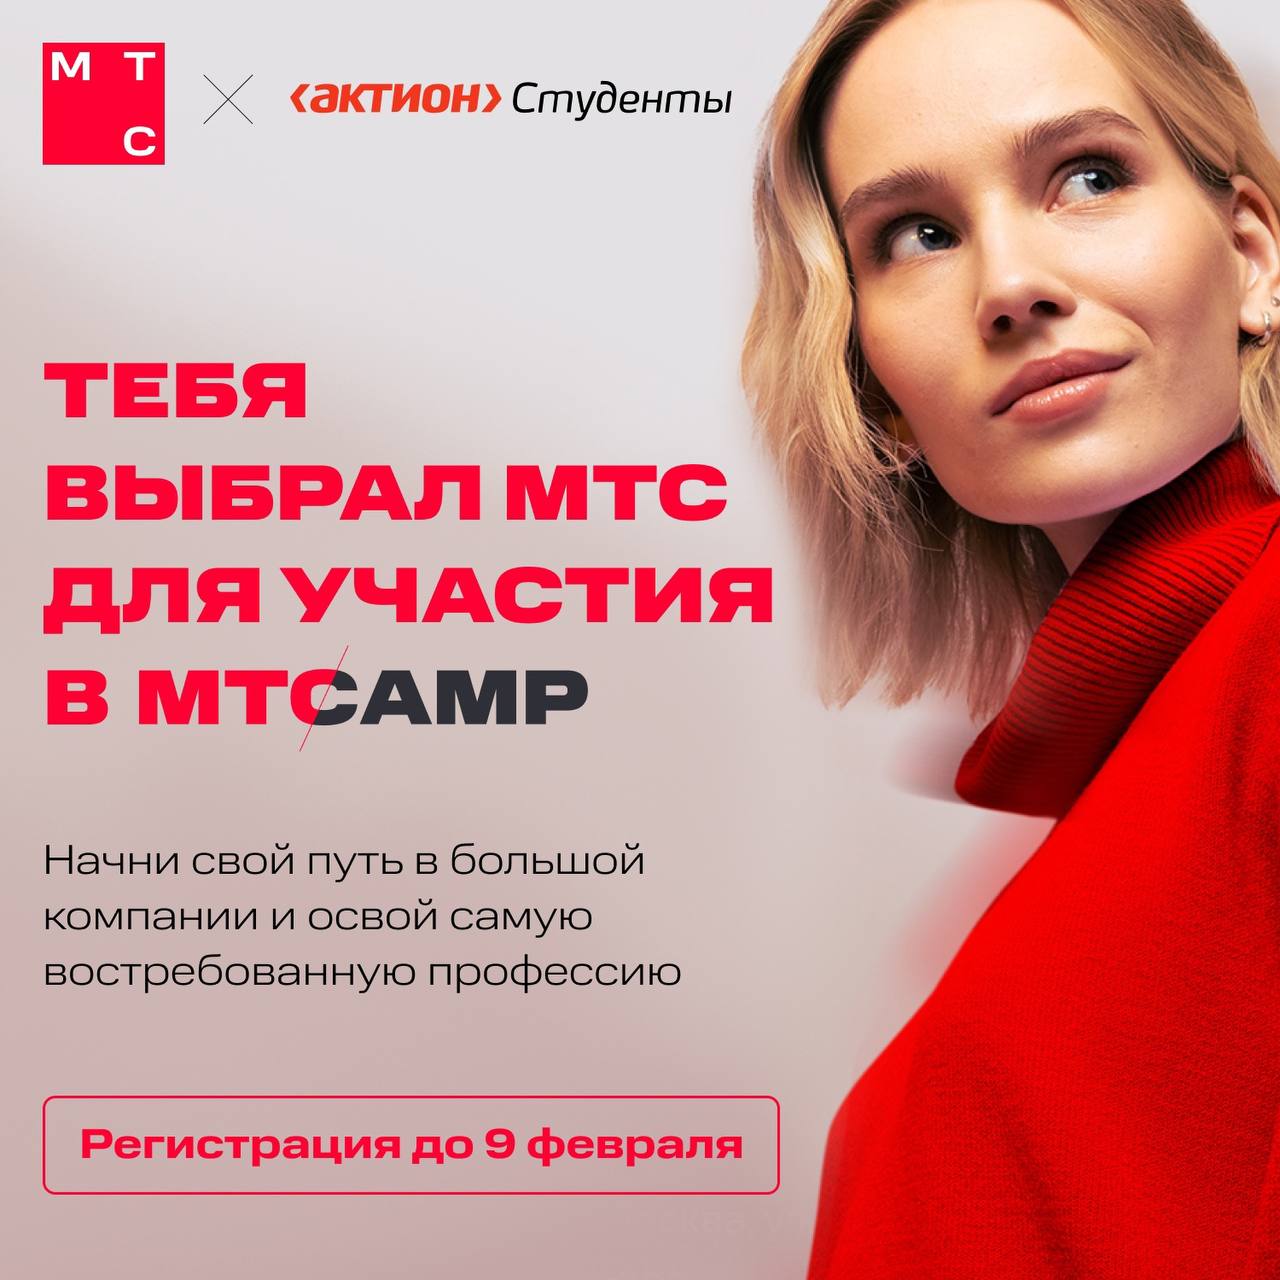 М Т
С
‹актион› Студенты
ТЕБЯ
ВЫБРАЛ МТС
ДЛЯ УЧАСТИЯ
В МТСAMP
Начни свой путь в большой
компании и освой самую
востребованную профессию
Регистрация до 9 февраля